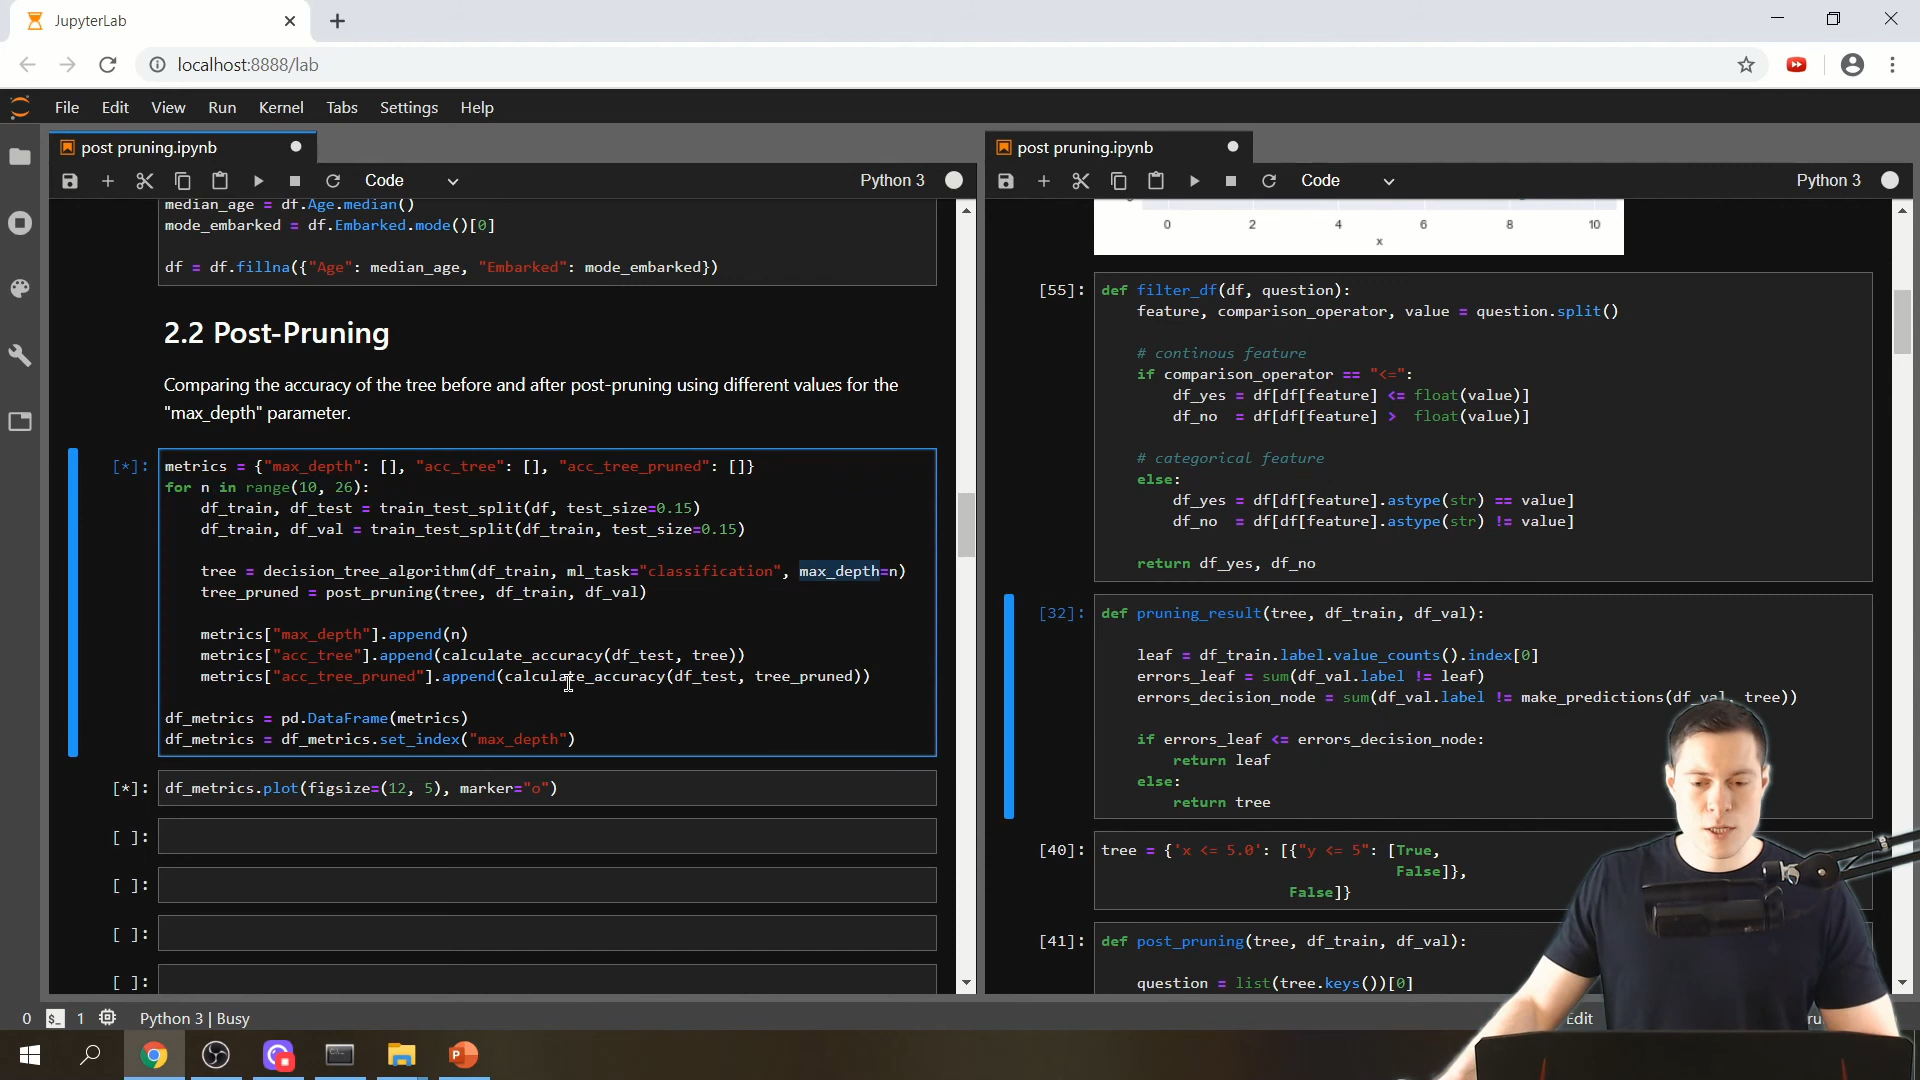 JupyterLab
localhost:8888/lab
File Edit View Run Kernel Tabs Settings Help
post pruning.ipynb
Code
Python 3
median_age = df.Age.median()
mode_embarked = df.Embarked.mode()[0]
df = df.fillna({"Age": median_age, "Embarked": mode_embarked})
2.2 Post-Pruning
Comparing the accuracy of the tree before and after post-pruning using different values for the
"max_depth" parameter.
[*]: metrics = {"max_depth": [], "acc_tree": [], "acc_tree_pruned": []}
for n in range(10, 26):
df_train, df_test = train_test_split(df, test_size=0.15)
df_train, df_val = train_test_split(df_train, test_size=0.15)
tree = decision_tree_algorithm(df_train, ml_task="classification", max_depth=n)
tree_pruned = post_pruning(tree, df_train, df_val)
metrics["max_depth"].append(n)
metrics["acc_tree"].append(calculate_accuracy(df_test, tree))
metrics["acc_tree_pruned"].append(calculate_accuracy(df_test, tree_pruned))
df_metrics = pd.DataFrame(metrics)
df_metrics = df_metrics.set_index("max_depth")
[*]: df_metrics.plot(figsize=(12, 5), marker="o")
[ ]:
[ ]:
[ ]:
[ ]:
post pruning.ipynb
Code
Python 3
0 2 4 6 8 10
x
[55]: def filter_df(df, question):
feature, comparison_operator, value = question.split()
# continous feature
if comparison_operator == "<=":
df_yes = df[df[feature] <= float(value)]
df_no = df[df[feature] > float(value)]
# categorical feature
else:
df_yes = df[df[feature].astype(str) == value]
df_no = df[df[feature].astype(str) != value]
return df_yes, df_no
[32]: def pruning_result(tree, df_train, df_val):
leaf = df_train.label.value_counts().index[0]
errors_leaf = sum(df_val.label != leaf)
errors_decision_node = sum(df_val.label != make_predictions(df_val, tree))
if errors_leaf <= errors_decision_node:
return leaf
else:
return tree
[40]: tree = {'x <= 5.0': [{"y <= 5": [True,
False]},
False]}
[41]: def post_pruning(tree, df_train, df_val):
question = list(tree.keys())[0]
0 1 Python 3 | Busy
Edit